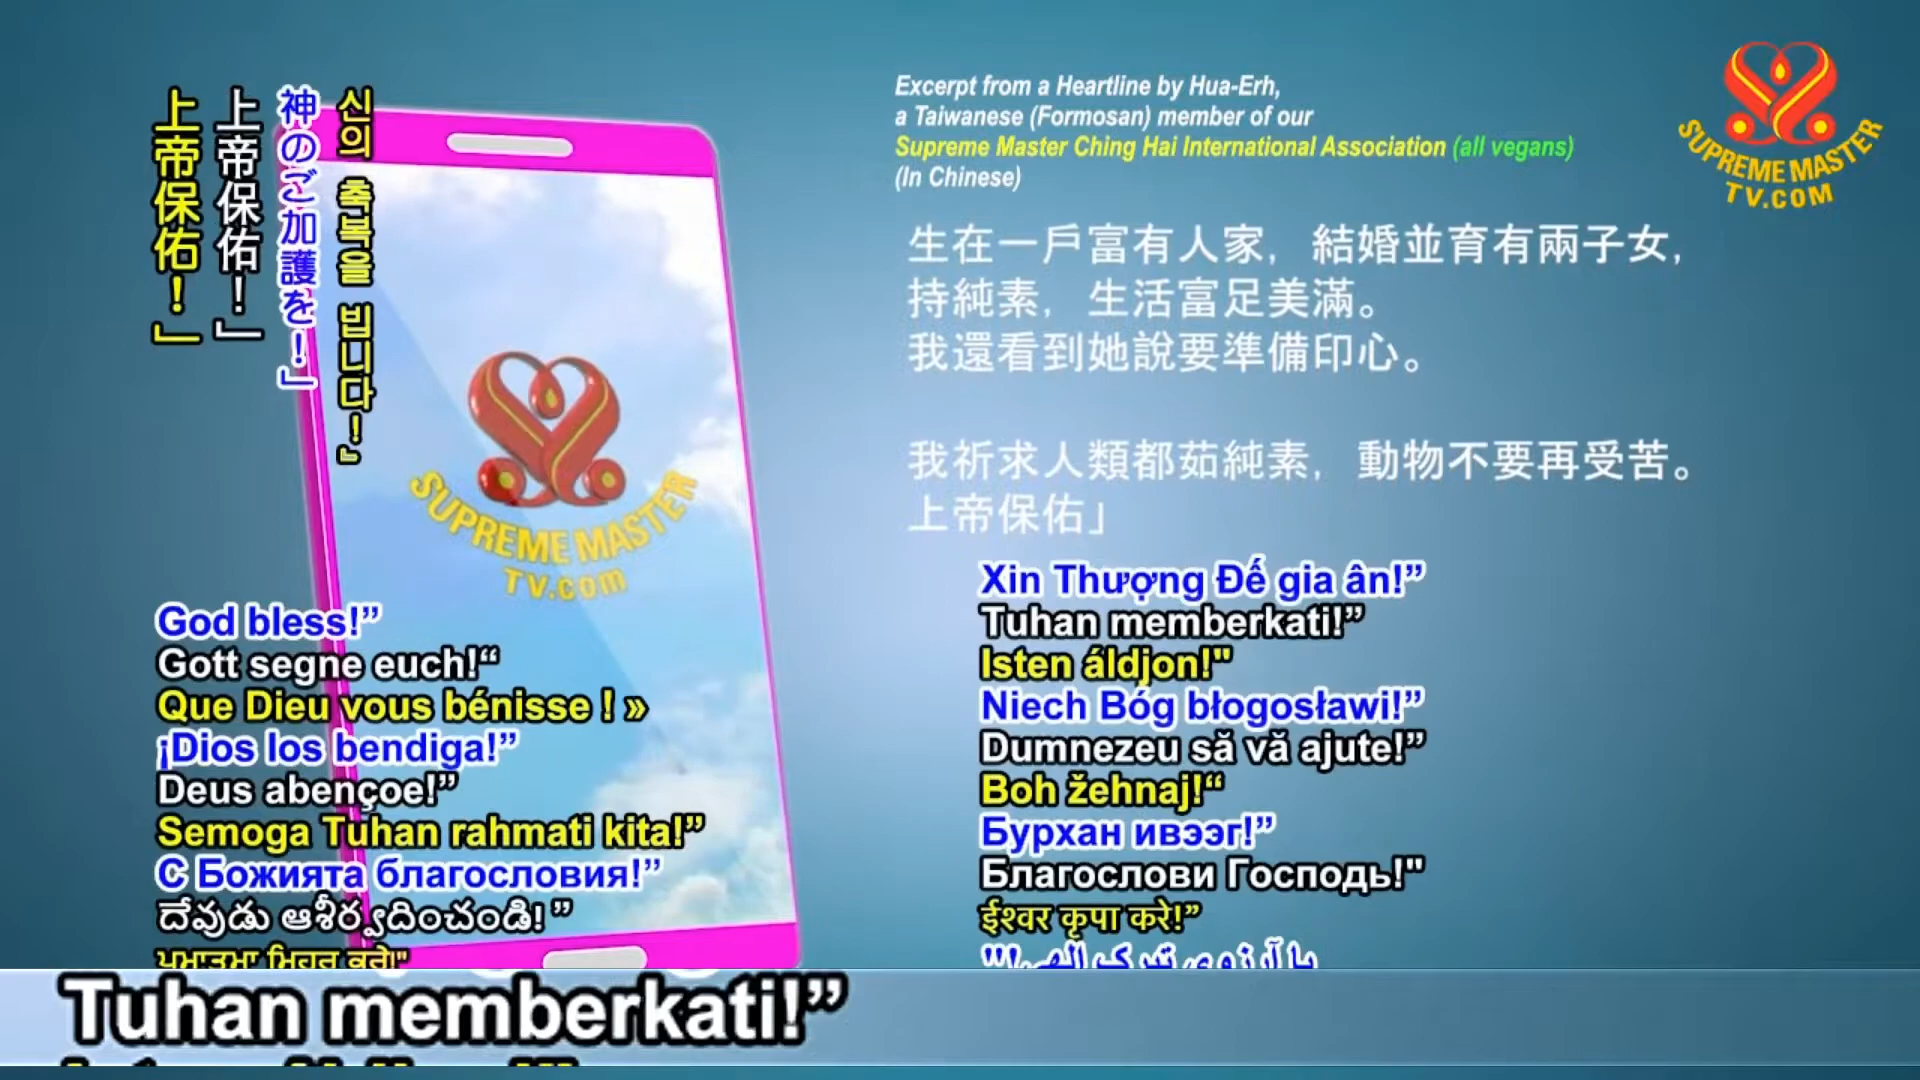 Excerpt from a Heartline by Hua-Erh,
a Taiwanese (Formosan) member of our
Supreme Master Ching Hai International Association (all vegans)
(In Chinese)
SUPREME MASTER
TV.COM
生在一戶富有人家，結婚並育有兩子女，
持純素，生活富足美滿。
我還看到她說要準備印心。
我祈求人類都茹純素，動物不要再受苦。
上帝保佑」
신의 축복을 빕니다!』
神のご加護を！」
上帝保佑！」
上帝保佑！」
SUPREME MASTER
TV.com
God bless!”
Gott segne euch!“
Que Dieu vous bénisse ! »
¡Dios los bendiga!”
Deus abençoe!”
Semoga Tuhan rahmati kita!”
С Божията благословия!”
దేవుడు ఆశీర్వదించండి! ”
Xin Thượng Đế gia ân!”
Tuhan memberkati!”
Isten áldjon!"
Niech Bóg błogosławi!”
Dumnezeu să vă ajute!”
Boh žehnaj!“
Бурхан ивээг!”
Благослови Господь!"
ईश्वर कृपा करे!”
Tuhan memberkati!”